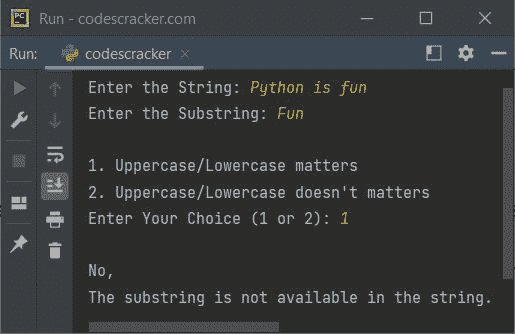 PC
Run - codescracker.com
Run: codescracker
Enter the String: Python is fun
Enter the Substring: Fun
1. Uppercase/Lowercase matters
2. Uppercase/Lowercase doesn't matters
Enter Your Choice (1 or 2): 1
No,
The substring is not available in the string.